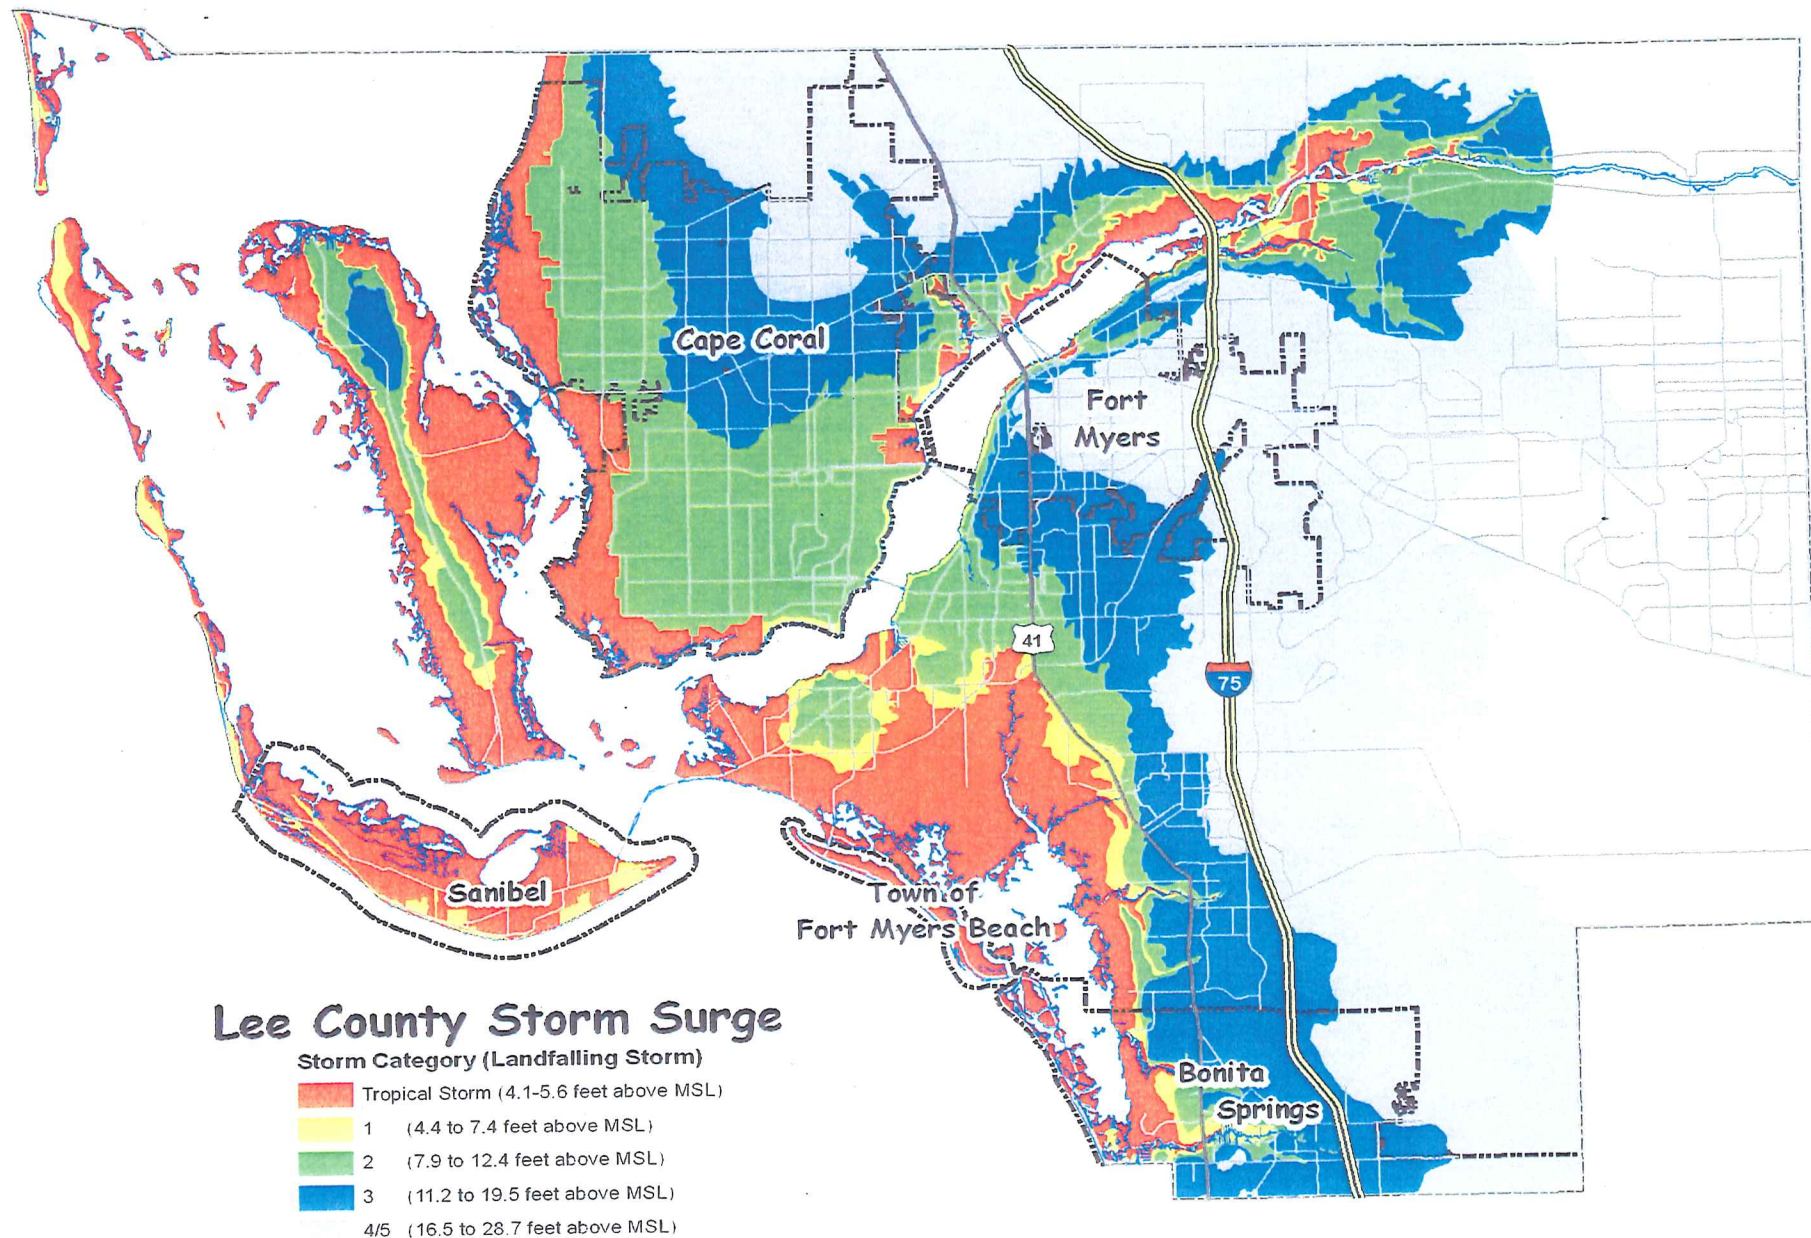 Cape Coral
Fort
Myers
41
75
Sanibel
Town of
Fort Myers Beach
Lee County Storm Surge
Storm Category (Landfalling Storm)
Tropical Storm (4.1-5.6 feet above MSL)
1 (4.4 to 7.4 feet above MSL)
2 (7.9 to 12.4 feet above MSL)
3 (11.2 to 19.5 feet above MSL)
4/5 (16.5 to 28.7 feet above MSL)
Bonita
Springs